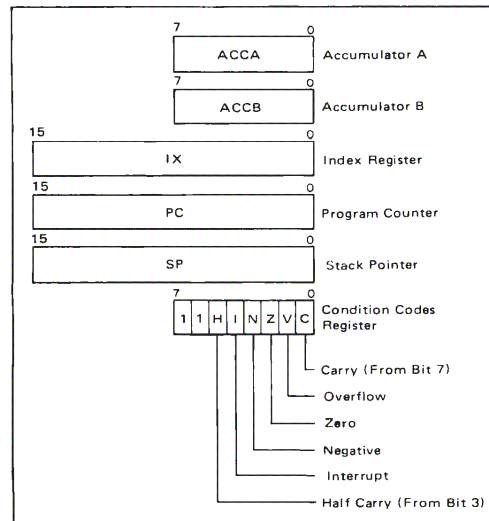 7 0
ACCA Accumulator A
7 0
ACCB Accumulator B
15 0
IX Index Register
15 0
PC Program Counter
15 0
SP Stack Pointer
7 0
1 1 H I N Z V C Condition Codes
Register
Carry (From Bit 7)
Overflow
Zero
Negative
Interrupt
Half Carry (From Bit 3)